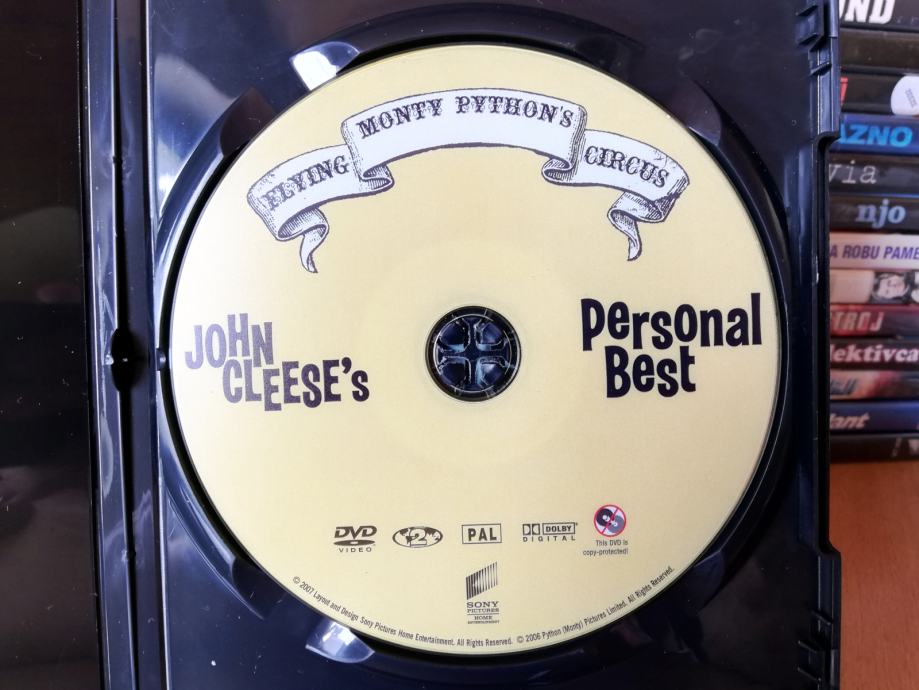 MONTY PYTHON'S
FLYING
CIRCUS
JOHN
CLEESE's
Personal
Best
DVD
VIDEO
2
PAL
DOLBY
DIGITAL
This DVD is
copy-protected!
SONY
PICTURES
HOME
ENTERTAINMENT
© 2007 Layout and Design Sony Pictures Home Entertainment. All Rights Reserved. © 2006 Python (Monty) Pictures Limited. All Rights Reserved.
OND
AZNO
via
njo
A ROBU PAME
TROJ
lektivca
fant